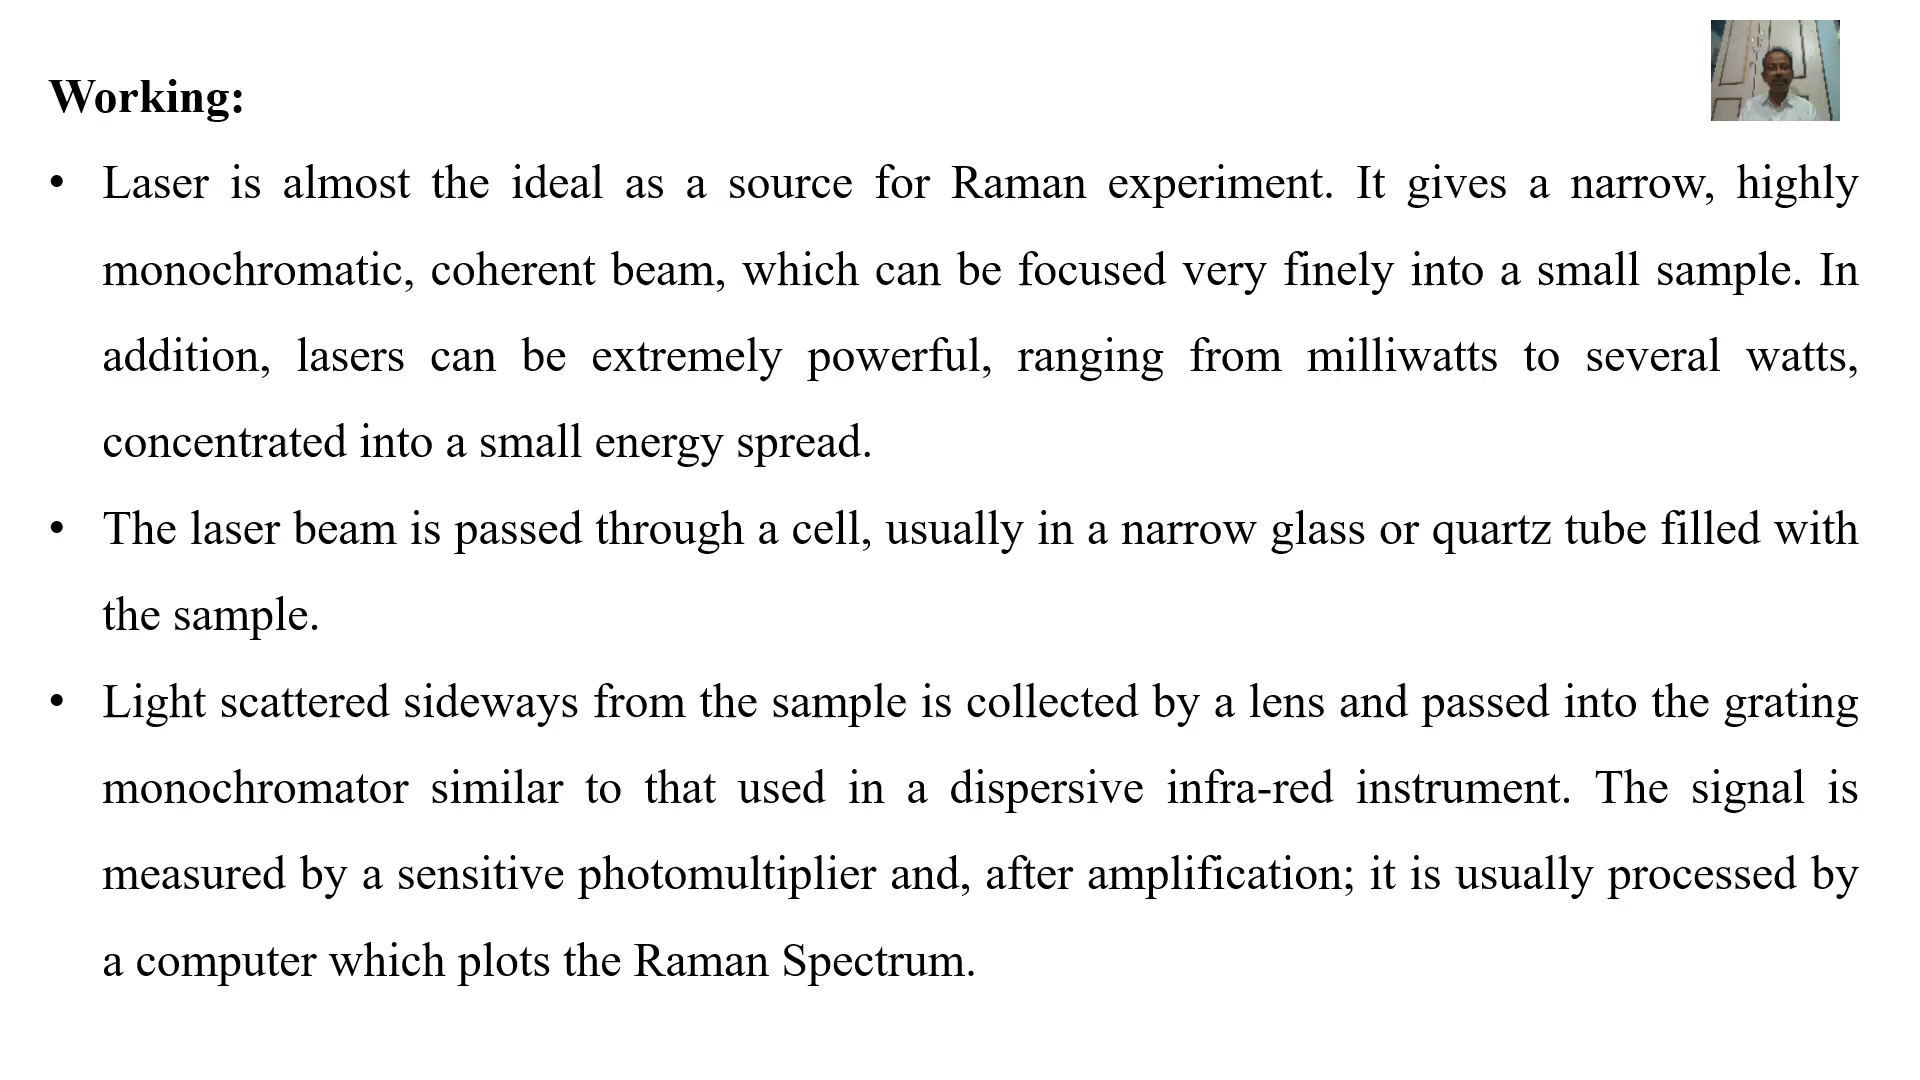 Working:
• Laser is almost the ideal as a source for Raman experiment. It gives a narrow, highly
monochromatic, coherent beam, which can be focused very finely into a small sample. In
addition, lasers can be extremely powerful, ranging from milliwatts to several watts,
concentrated into a small energy spread.
• The laser beam is passed through a cell, usually in a narrow glass or quartz tube filled with
the sample.
• Light scattered sideways from the sample is collected by a lens and passed into the grating
monochromator similar to that used in a dispersive infra-red instrument. The signal is
measured by a sensitive photomultiplier and, after amplification; it is usually processed by
a computer which plots the Raman Spectrum.